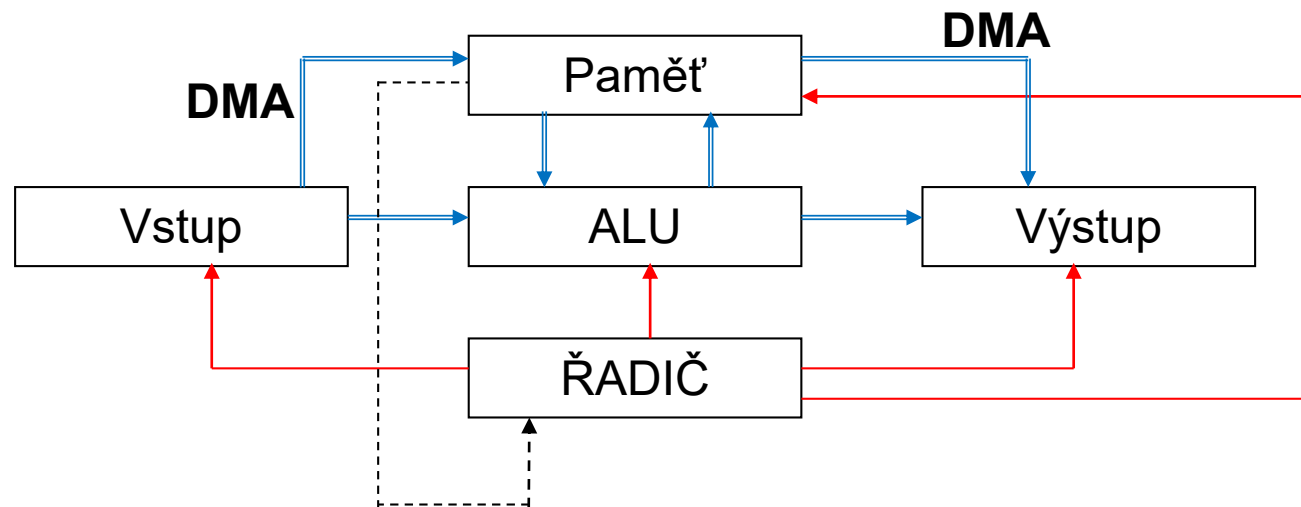 DMA
Paměť
DMA
Vstup
ALU
Výstup
ŘADIČ